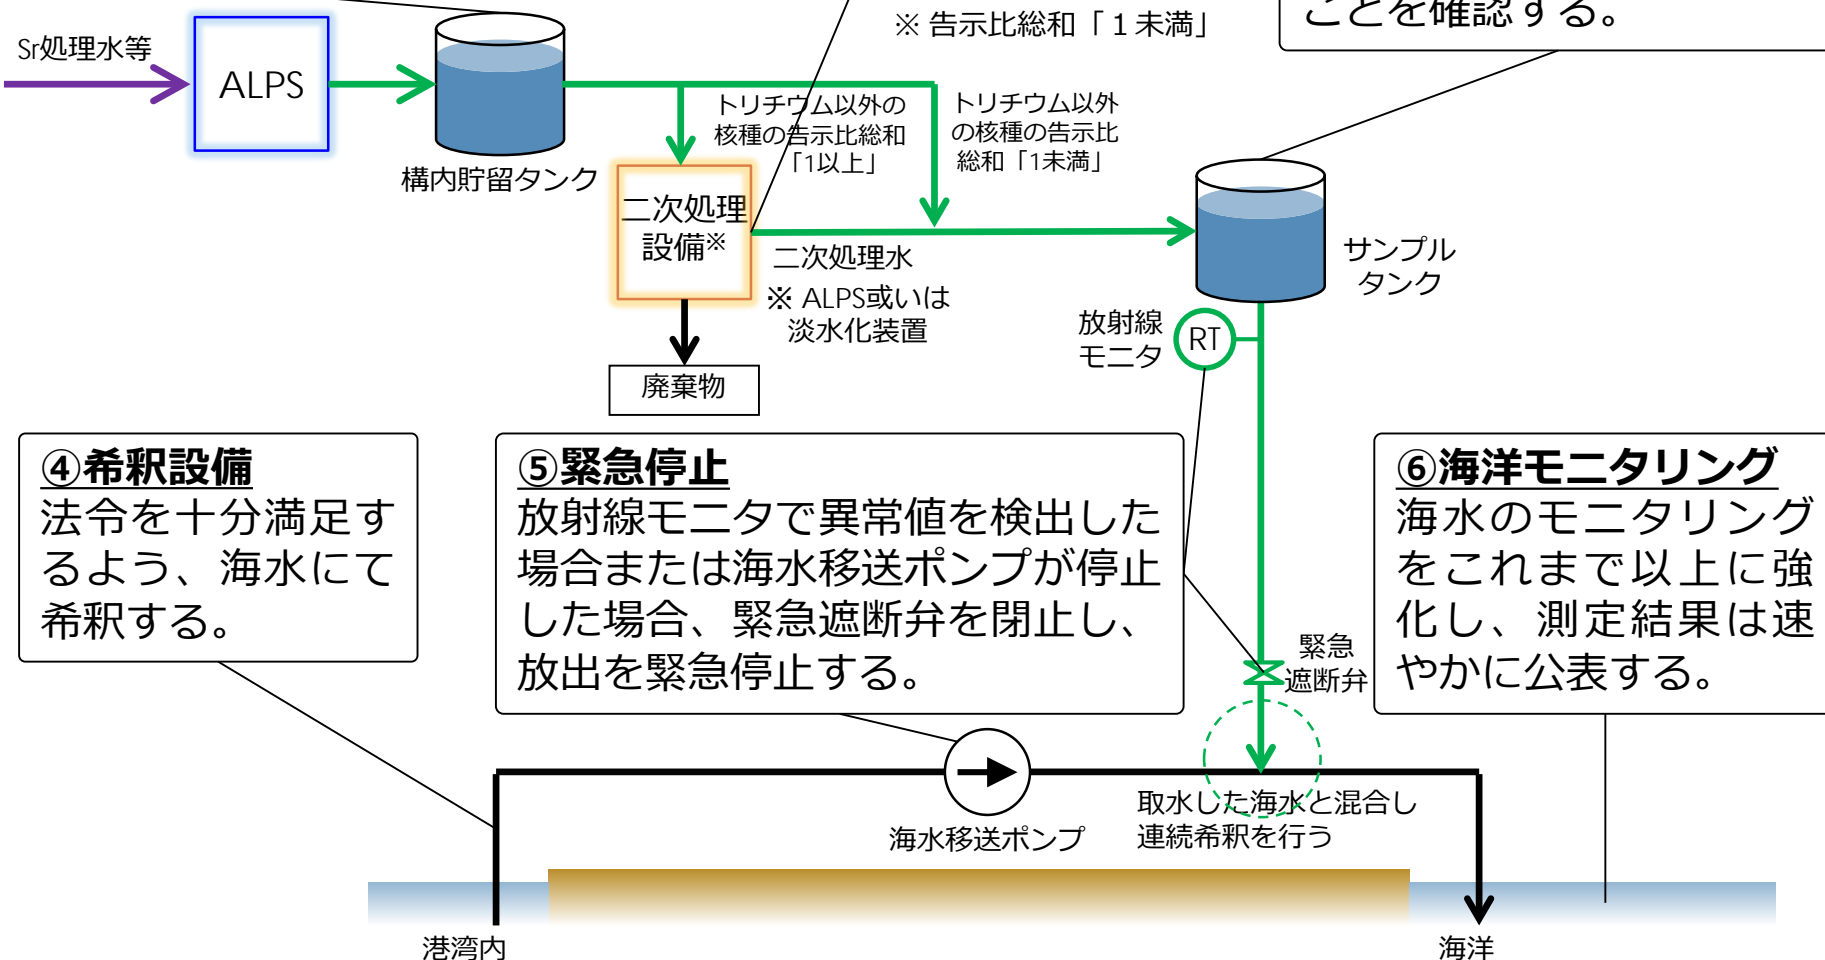 ことを確認する。
※ 告示比総和「１未満」
Sr処理水等
ALPS
構内貯留タンク
トリチウム以外の
核種の告示比総和
「1以上」
トリチウム以外
の核種の告示比
総和「1未満」
二次処理
設備※
二次処理水
※ ALPS或いは
淡水化装置
廃棄物
サンプル
タンク
放射線
モニタ
RT
④希釈設備
法令を十分満足す
るよう、海水にて
希釈する。
⑤緊急停止
放射線モニタで異常値を検出した
場合または海水移送ポンプが停止
した場合、緊急遮断弁を閉止し、
放出を緊急停止する。
⑥海洋モニタリング
海水のモニタリング
をこれまで以上に強
化し、測定結果は速
やかに公表する。
緊急
遮断弁
海水移送ポンプ
取水した海水と混合し
連続希釈を行う
港湾内
海洋